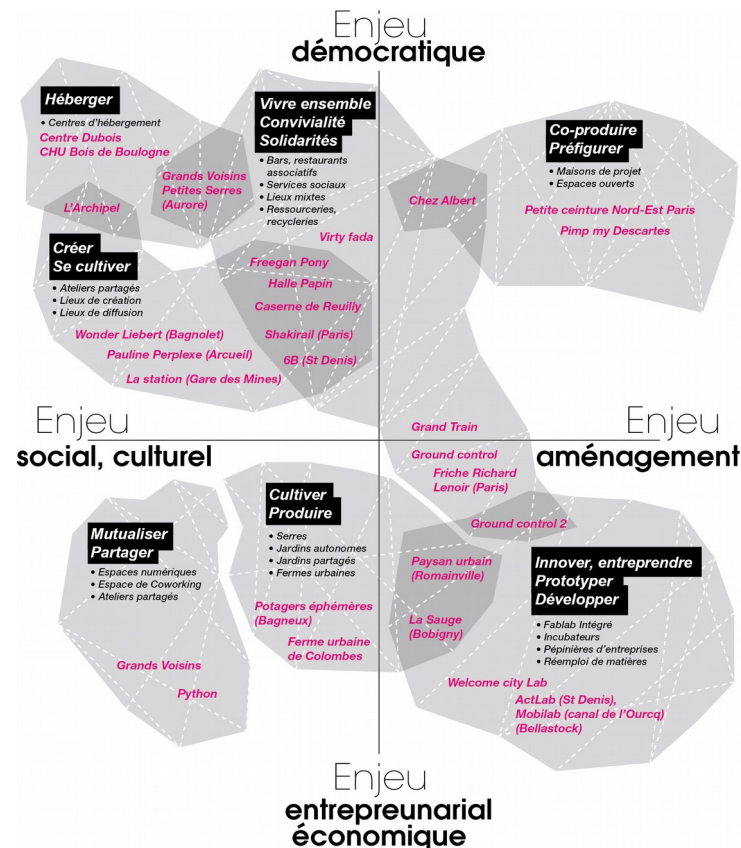 Enjeu
démocratique
Héberger
• Centres d'hébergement
Centre Dubois
CHU Bois de Boulogne
L'Archipel
Grands Voisins
Petites Serres
(Aurore)
Vivre ensemble
Convivialité
Solidarités
• Bars, restaurants
associatifs
• Services sociaux
• Lieux mixtes
• Ressourceries,
recycleries
Virty fada
Freegan Pony
Halle Papin
Caserne de Reuilly
Shakirail (Paris)
6B (St Denis)
Chez Albert
Co-produire
Préfigurer
• Maisons de projet
• Espaces ouverts
Petite ceinture Nord-Est Paris
Pimp my Descartes
Créer
Se cultiver
• Ateliers partagés
• Lieux de création
• Lieux de diffusion
Wonder Liebert (Bagnolet)
Pauline Perplexe (Arcueil)
La station (Gare des Mines)
Enjeu
social, culturel
Enjeu
aménagement
Grand Train
Ground control
Friche Richard
Lenoir (Paris)
Ground control 2
Mutualiser
Partager
• Espaces numériques
• Espace de Coworking
• Ateliers partagés
Grands Voisins
Python
Cultiver
Produire
• Serres
• Jardins autonomes
• Jardins partagés
• Fermes urbaines
Potagers éphémères
(Bagneux)
Ferme urbaine
de Colombes
Paysan urbain
(Romainville)
La Sauge
(Bobigny)
Innover, entreprendre
Prototyper
Développer
• Fablab Intégré
• Incubateurs
• Pépinières d'entreprises
• Réemploi de matières
Welcome city Lab
ActLab (St Denis),
Mobilab (canal de l'Ourcq)
(Bellastock)
Enjeu
entrepreunarial
économique